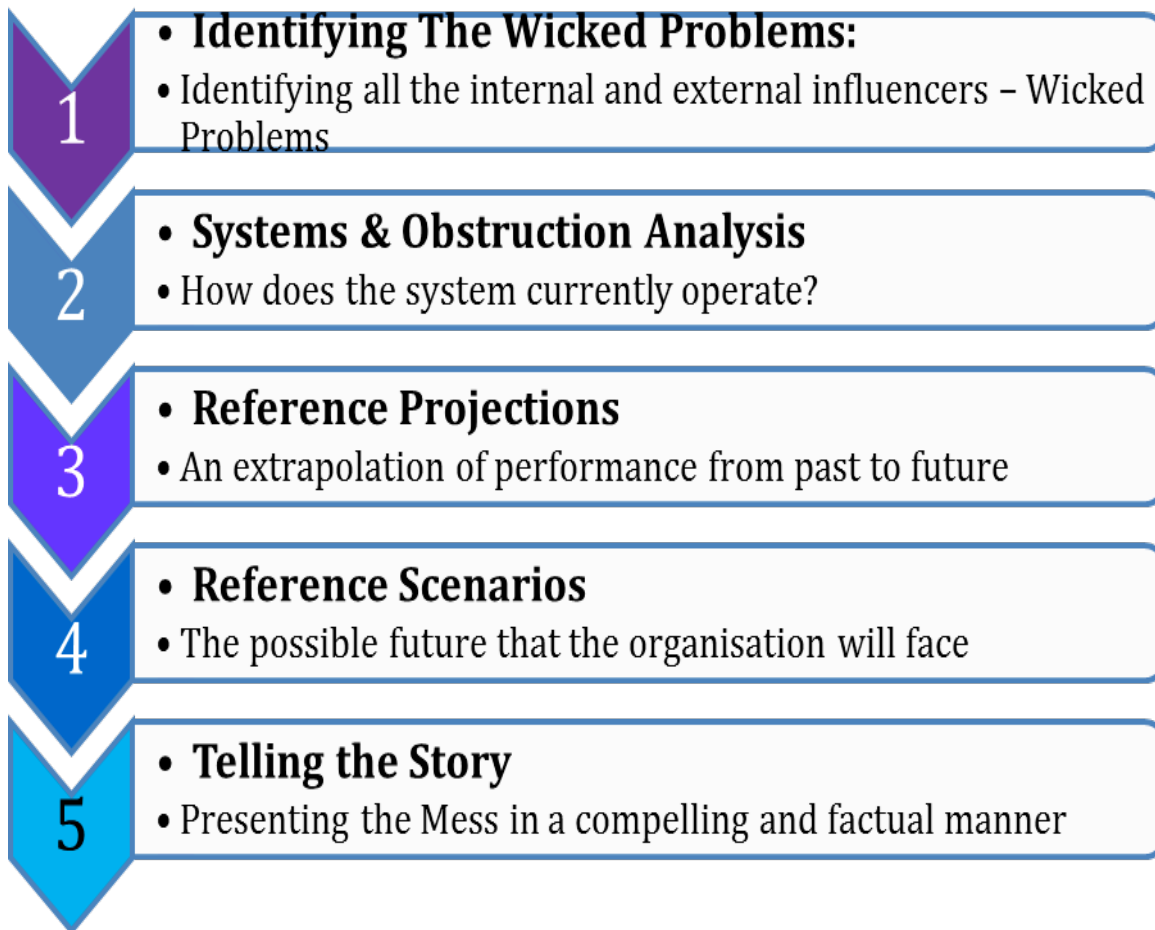 1
• Identifying The Wicked Problems:
• Identifying all the internal and external influencers – Wicked
Problems
2
• Systems & Obstruction Analysis
• How does the system currently operate?
3
• Reference Projections
• An extrapolation of performance from past to future
4
• Reference Scenarios
• The possible future that the organisation will face
5
• Telling the Story
• Presenting the Mess in a compelling and factual manner